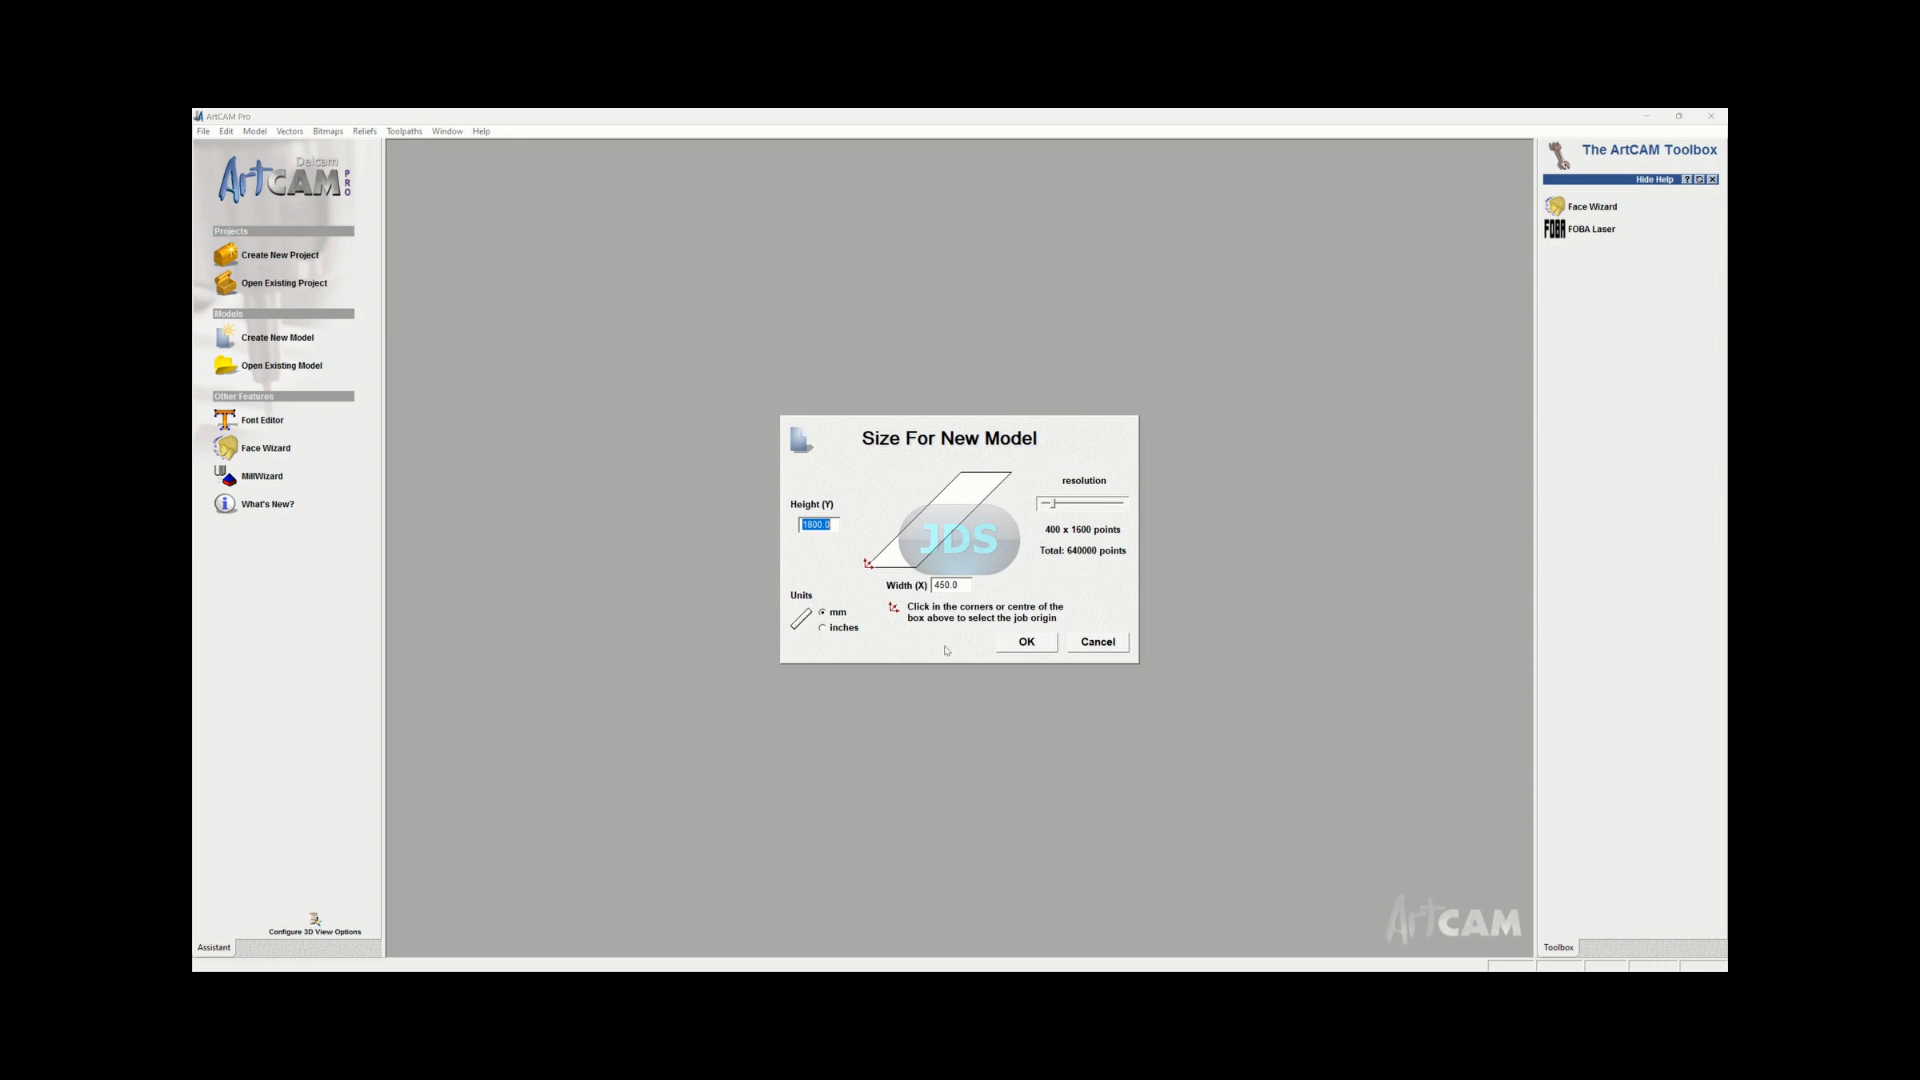 ArtCAM Pro
File Edit Model Vectors Bitmaps Reliefs Toolpaths Window Help
Delcam
ArtCAM PRO
Projects
Create New Project
Open Existing Project
Models
Create New Model
Open Existing Model
Other Features
Font Editor
Face Wizard
MillWizard
What's New?
Configure 3D View Options
Assistant
Size For New Model
resolution
Height (Y)
1800.0
400 x 1600 points
Total: 640000 points
JDS
Width (X) 450.0
Units
mm
inches
Click in the corners or centre of the
box above to select the job origin
OK Cancel
ArtCAM
The ArtCAM Toolbox
Hide Help
Face Wizard
FOBA FOBA Laser
Toolbox